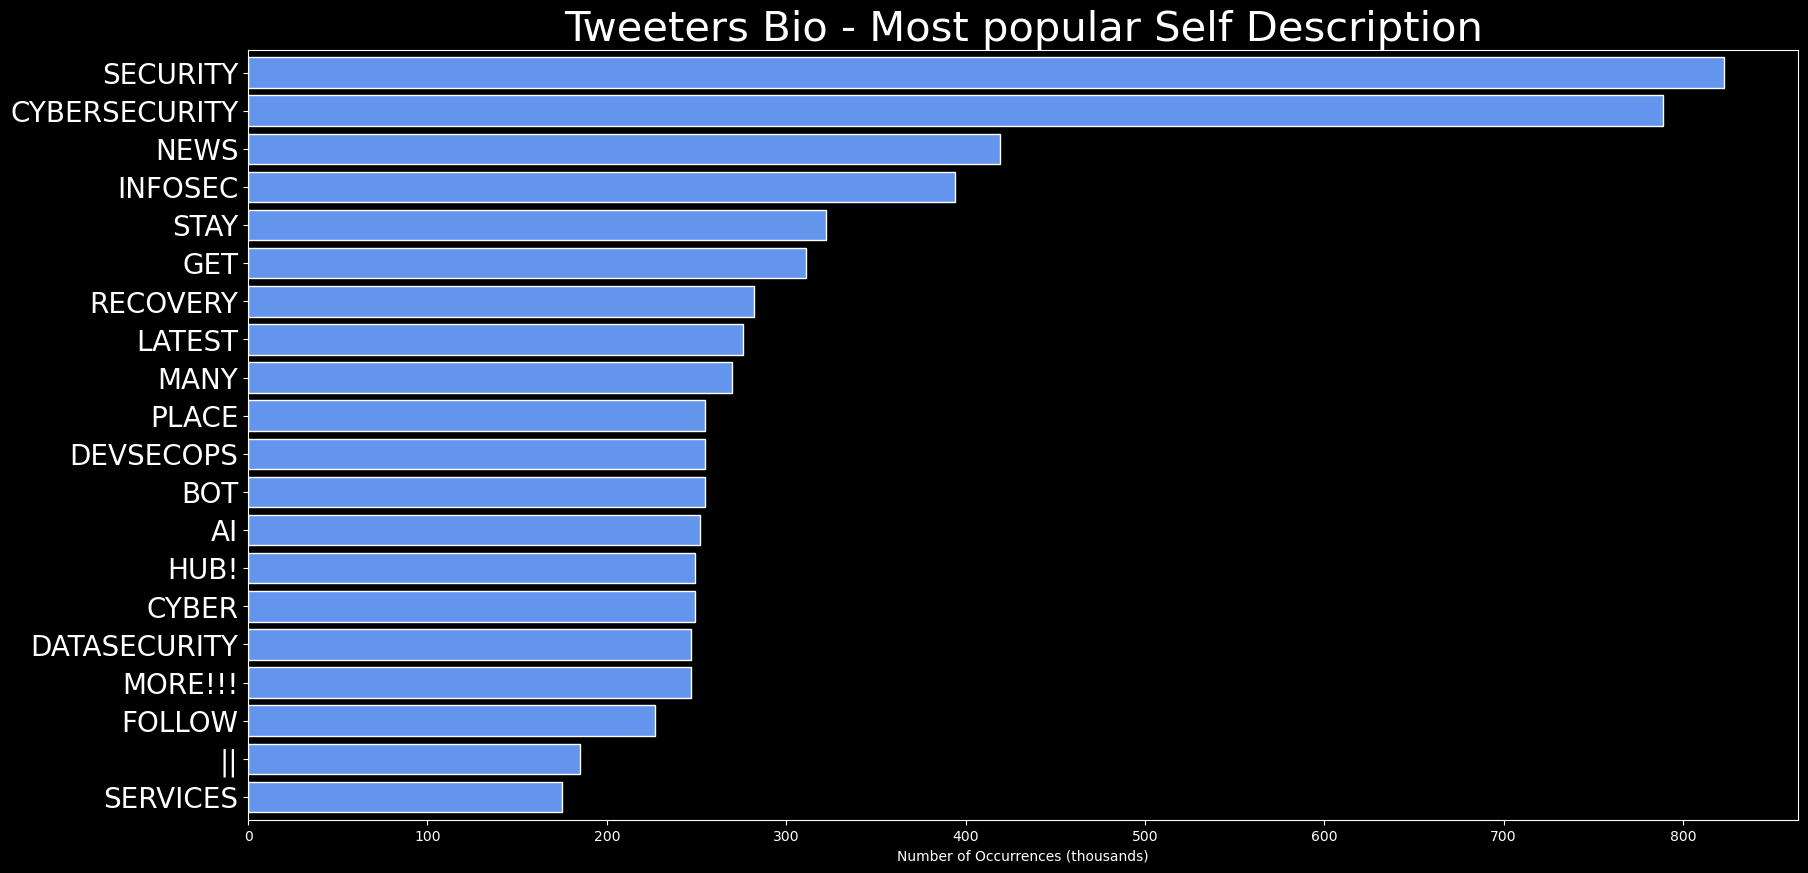 Tweeters Bio - Most popular Self Description
SECURITY
CYBERSECURITY
NEWS
INFOSEC
STAY
GET
RECOVERY
LATEST
MANY
PLACE
DEVSECOPS
BOT
AI
HUB!
CYBER
DATASECURITY
MORE!!!
FOLLOW
||
SERVICES
0 100 200 300 400 500 600 700 800
Number of Occurrences (thousands)